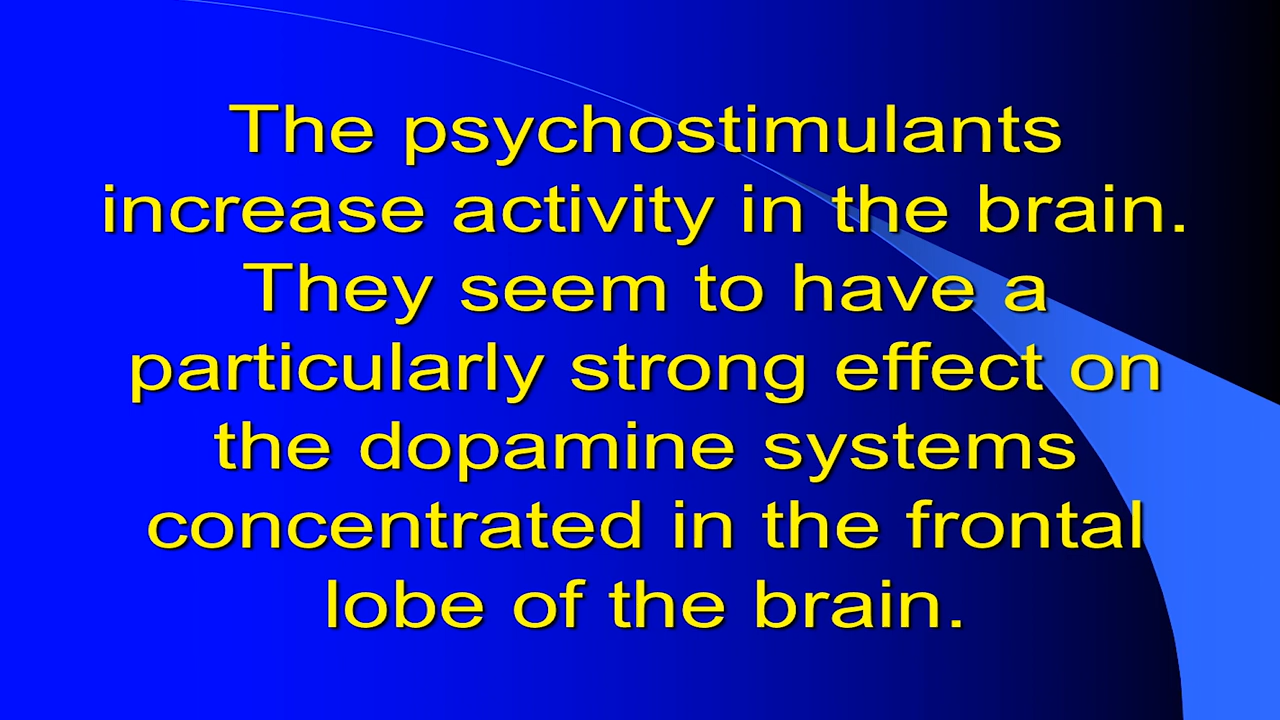 The psychostimulants
increase activity in the brain.
They seem to have a
particularly strong effect on
the dopamine systems
concentrated in the frontal
lobe of the brain.